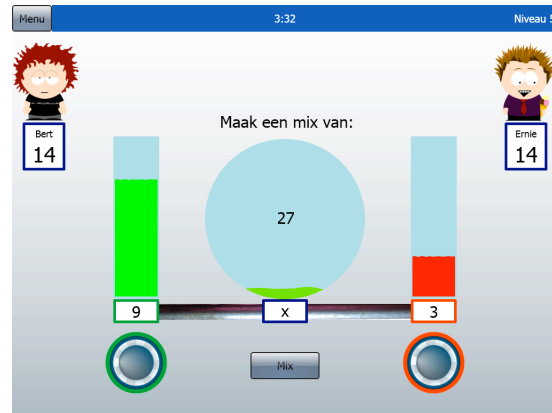 Menu
3:32
Niveau 5
Bert
14
Ernie
14
Maak een mix van:
27
9
x
3
Mix